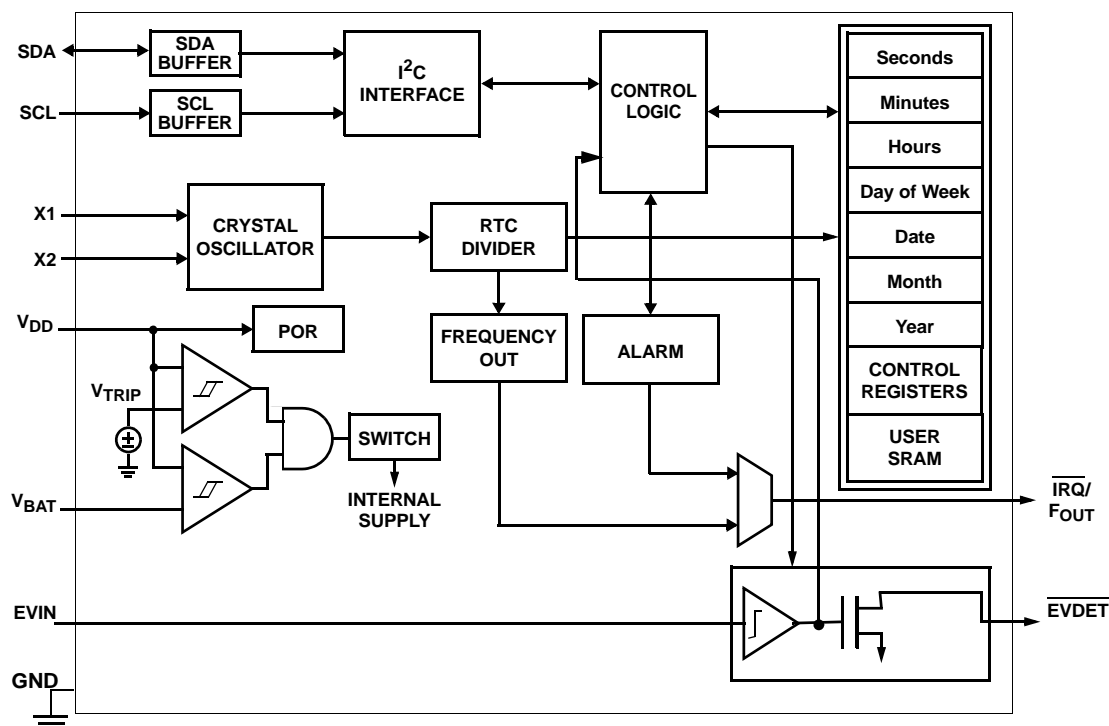 SDA
SDA
BUFFER
I2C
INTERFACE
CONTROL
LOGIC
SCL
SCL
BUFFER
Seconds
Minutes
Hours
Day of Week
Date
Month
Year
CONTROL
REGISTERS
USER
SRAM
X1
X2
CRYSTAL
OSCILLATOR
RTC
DIVIDER
VDD
POR
FREQUENCY
OUT
ALARM
VTRIP
SWITCH
INTERNAL
SUPPLY
VBAT
IRQ/
FOUT
EVIN
EVDET
GND